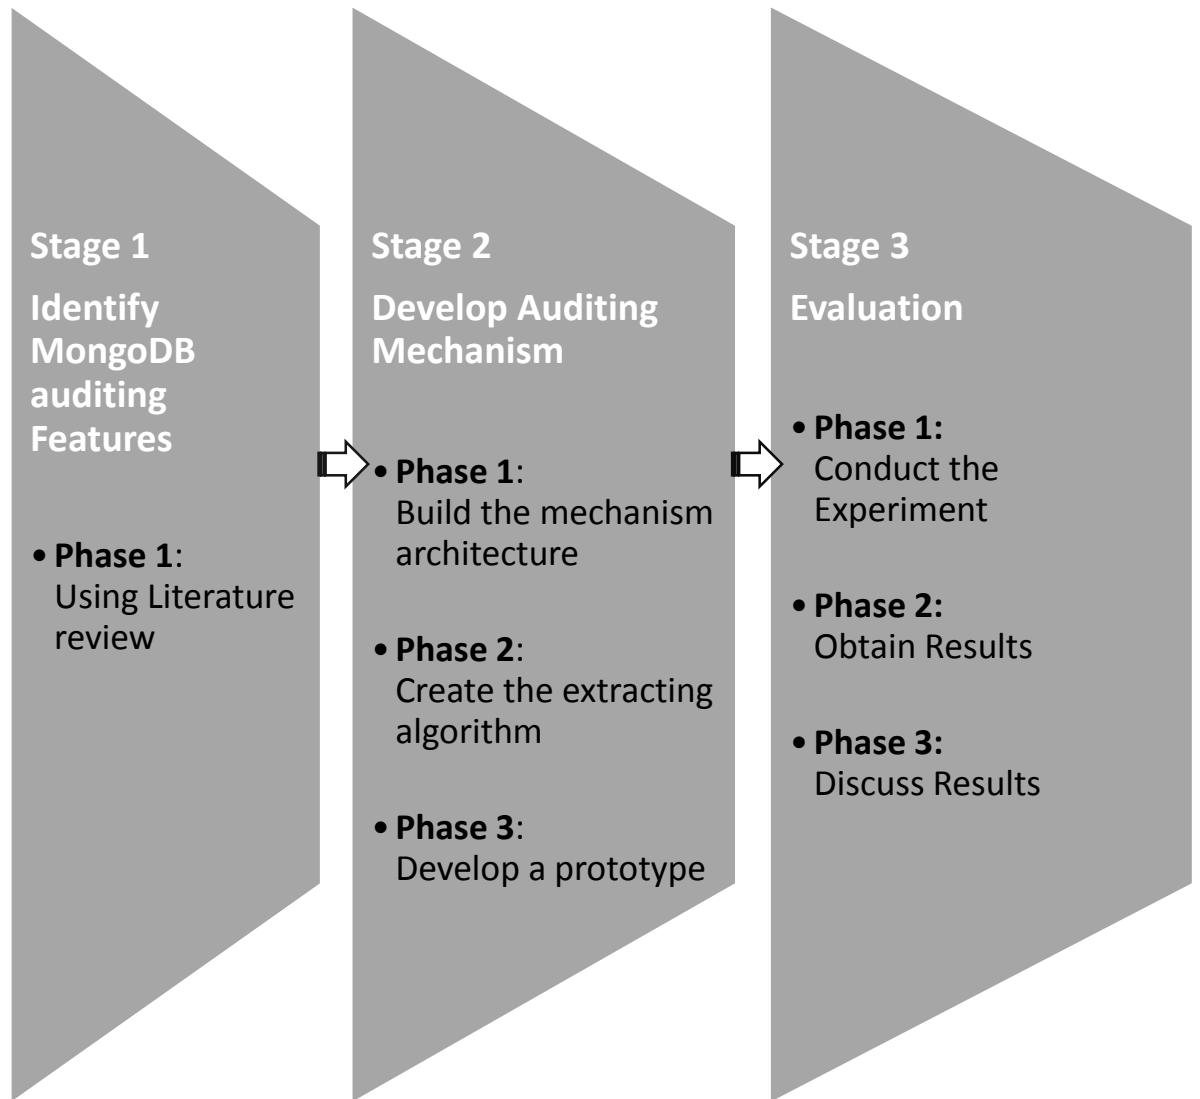 Stage 1
Identify
MongoDB
auditing
Features
• Phase 1:
Using Literature
review
Stage 2
Develop Auditing
Mechanism
• Phase 1:
Build the mechanism
architecture
• Phase 2:
Create the extracting
algorithm
• Phase 3:
Develop a prototype
Stage 3
Evaluation
• Phase 1:
Conduct the
Experiment
• Phase 2:
Obtain Results
• Phase 3:
Discuss Results